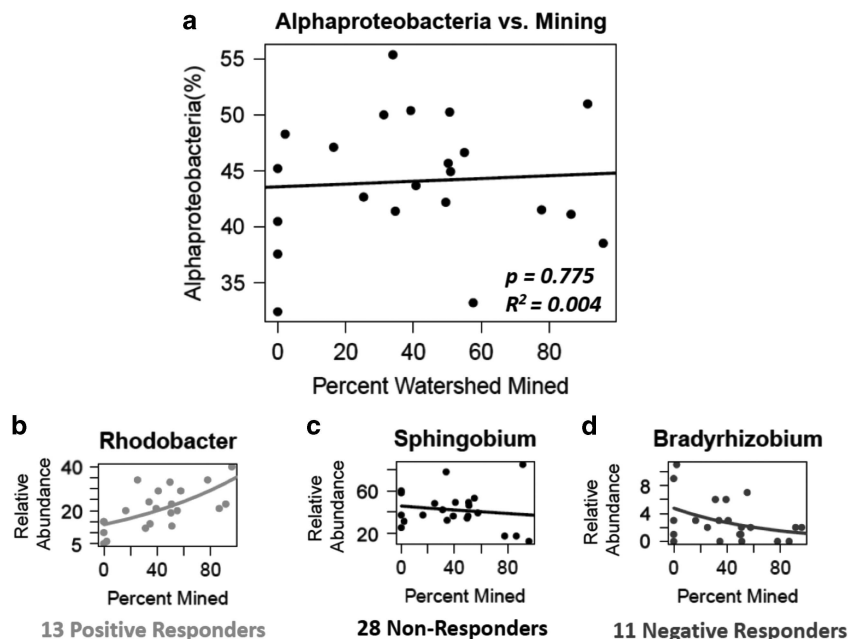 a
Alphaproteobacteria vs. Mining
Alphaproteobacteria(%)
55
50
45
40
35
p = 0.775
R² = 0.004
0 20 40 60 80
Percent Watershed Mined
b
Rhodobacter
Relative
Abundance
40
20
5
0 40 80
Percent Mined
13 Positive Responders
c
Sphingobium
Relative
Abundance
60
20
0 40 80
Percent Mined
28 Non-Responders
d
Bradyrhizobium
Relative
Abundance
8
4
0
0 40 80
Percent Mined
11 Negative Responders